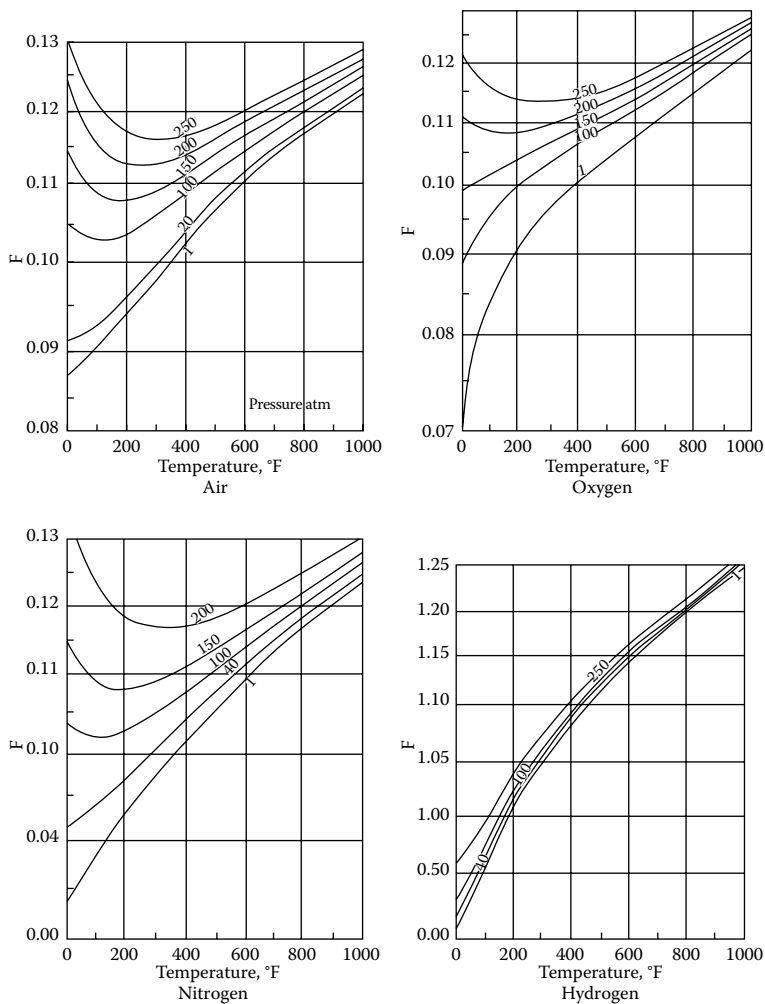 0.13
0.12
0.11
0.10
0.09
0.08
F
250
200
150
100
20
1
Pressure atm
0 200 400 600 800 1000
Temperature, °F
Air
0.12
0.11
0.10
0.09
0.08
0.07
F
250
200
150
100
1
0 200 400 600 800 1000
Temperature, °F
Oxygen
0.13
0.12
0.11
0.10
0.04
0.00
F
200
150
100
40
1
0 200 400 600 800 1000
Temperature, °F
Nitrogen
1.25
1.20
1.15
1.10
1.05
1.00
0.50
0.00
F
1
250
100
40
0 200 400 600 800 1000
Temperature, °F
Hydrogen